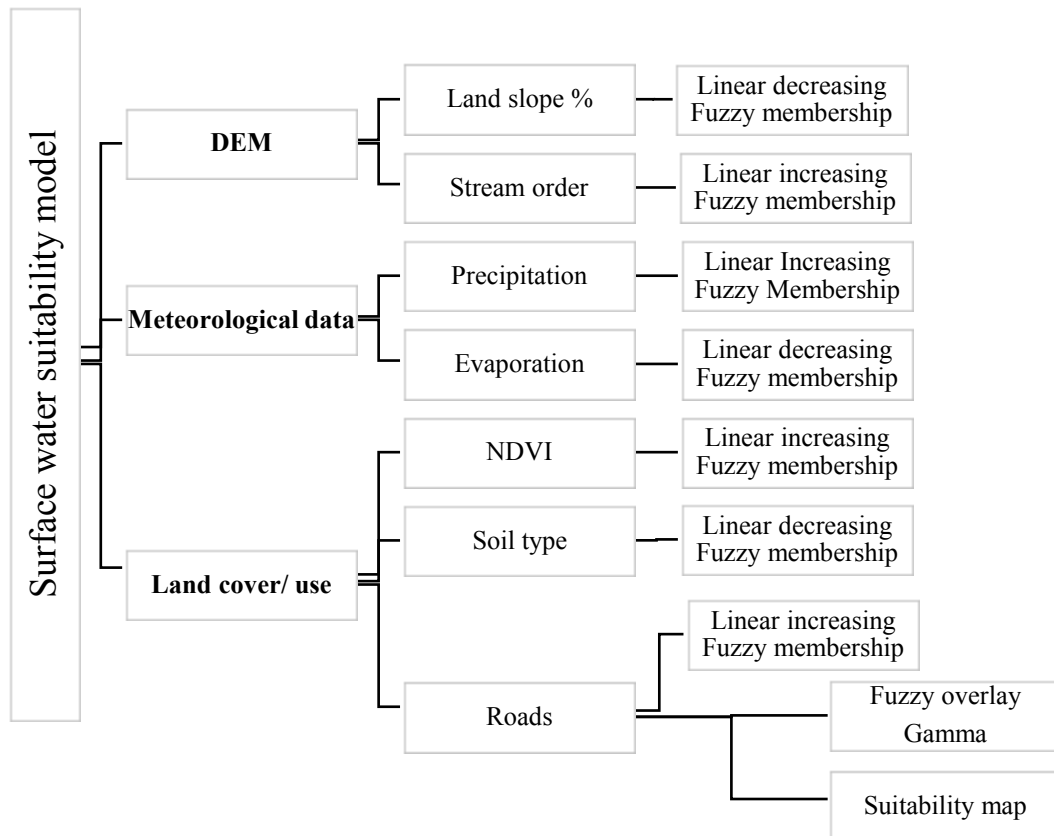 Surface water suitability model
DEM
Land slope %
Linear decreasing
Fuzzy membership
Stream order
Linear increasing
Fuzzy membership
Meteorological data
Precipitation
Linear Increasing
Fuzzy Membership
Evaporation
Linear decreasing
Fuzzy membership
Land cover/ use
NDVI
Linear increasing
Fuzzy membership
Soil type
Linear decreasing
Fuzzy membership
Roads
Linear increasing
Fuzzy membership
Fuzzy overlay
Gamma
Suitability map